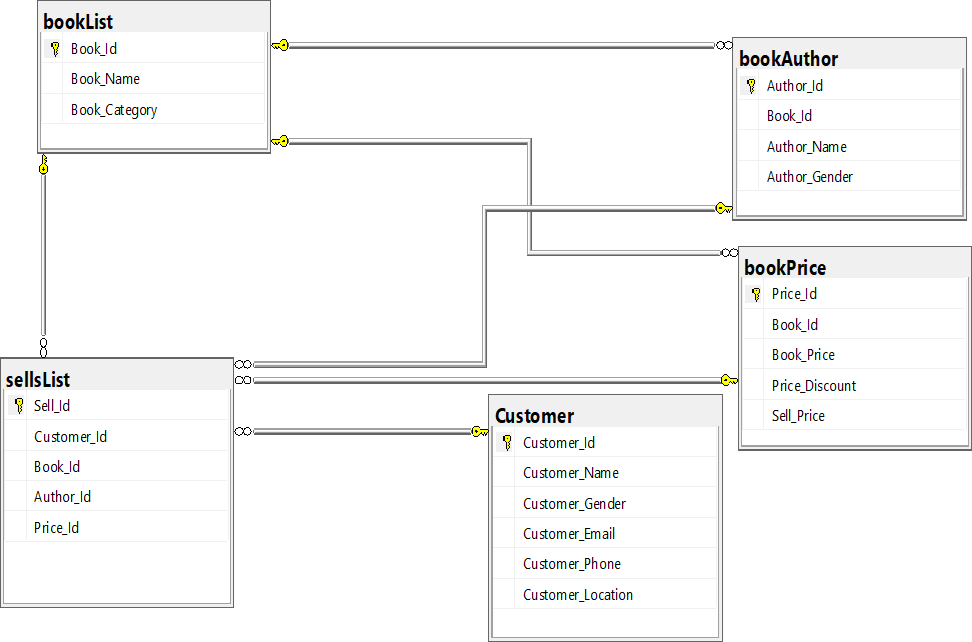 bookList
Book_Id
Book_Name
Book_Category
bookAuthor
Author_Id
Book_Id
Author_Name
Author_Gender
bookPrice
Price_Id
Book_Id
Book_Price
Price_Discount
Sell_Price
sellsList
Sell_Id
Customer_Id
Book_Id
Author_Id
Price_Id
Customer
Customer_Id
Customer_Name
Customer_Gender
Customer_Email
Customer_Phone
Customer_Location